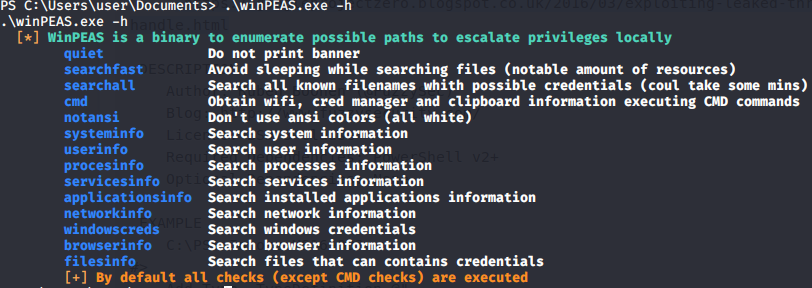 PS C:\Users\user\Documents> .\winPEAS.exe -h
.\winPEAS.exe -h
[*] WinPEAS is a binary to enumerate possible paths to escalate privileges locally
quiet Do not print banner
searchfast Avoid sleeping while searching files (notable amount of resources)
searchall Search all known filenames whith possible credentials (coul take some mins)
cmd Obtain wifi, cred manager and clipboard information executing CMD commands
notansi Don't use ansi colors (all white)
systeminfo Search system information
userinfo Search user information
procesinfo Search processes information
servicesinfo Search services information
applicationsinfo Search installed applications information
networkinfo Search network information
windowscreds Search windows credentials
browserinfo Search browser information
filesinfo Search files that can contains credentials
[+] By default all checks (except CMD checks) are executed